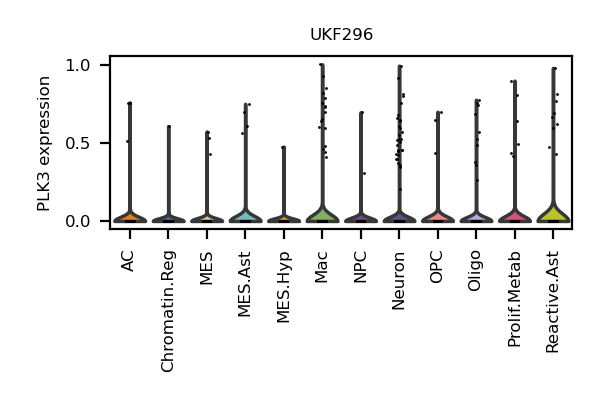 UKF296
PLK3 expression
1.0
0.5
0.0
AC
Chromatin.Reg
MES
MES.Ast
MES.Hyp
Mac
NPC
Neuron
OPC
Oligo
Prolif.Metab
Reactive.Ast